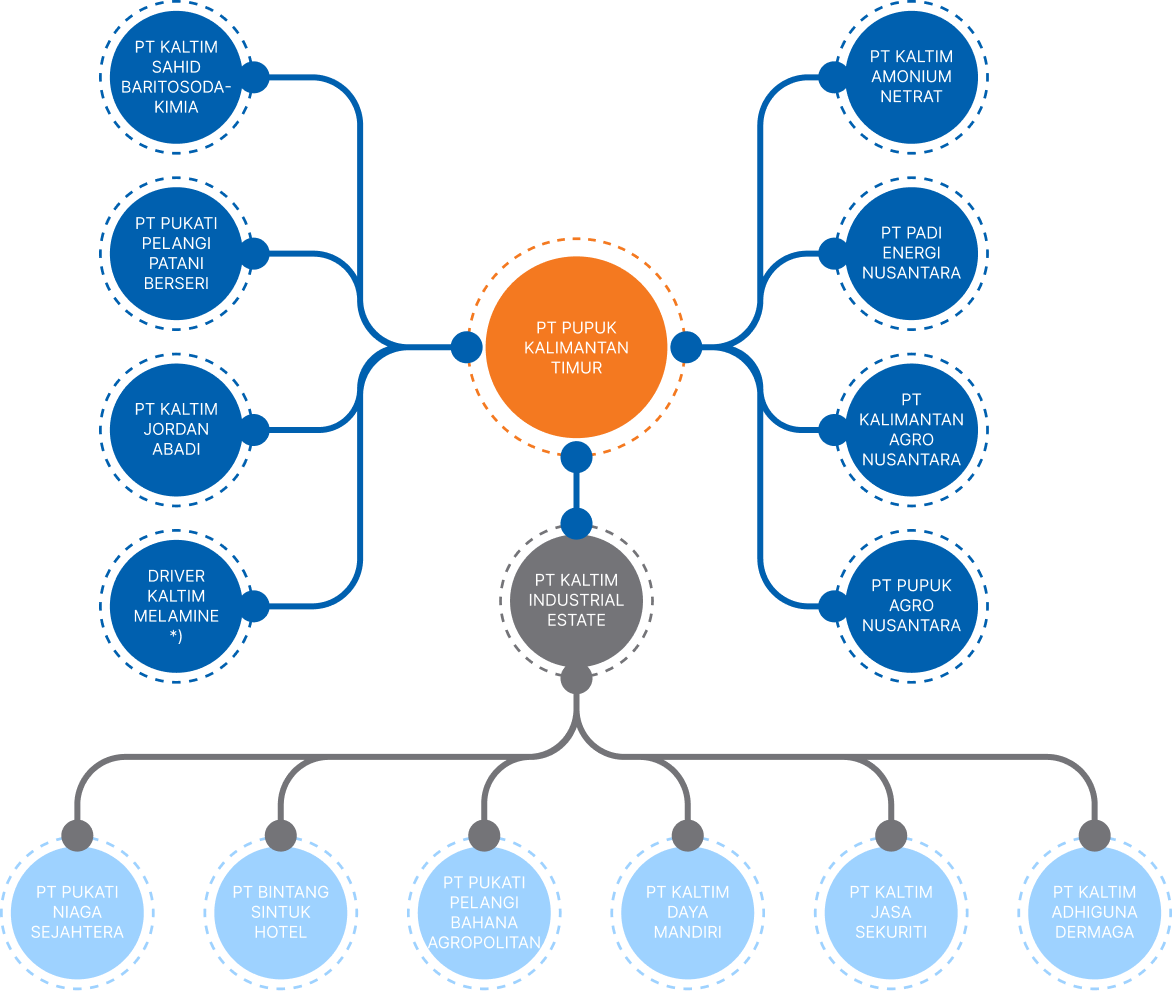 PT KALTIM
SAHID
BARITOSODA-
KIMIA
PT KALTIM
AMONIUM
NETRAT
PT PUKATI
PELANGI
PATANI
BERSERI
PT PADI
ENERGI
NUSANTARA
PT PUPUK
KALIMANTAN
TIMUR
PT KALTIM
JORDAN
ABADI
PT
KALIMANTAN
AGRO
NUSANTARA
DRIVER
KALTIM
MELAMINE
*)
PT KALTIM
INDUSTRIAL
ESTATE
PT PUPUK
AGRO
NUSANTARA
PT PUKATI
NIAGA
SEJAHTERA
PT BINTANG
SINTUK
HOTEL
PT PUKATI
PELANGI
BAHANA
AGROPOLITAN
PT KALTIM
DAYA
MANDIRI
PT KALTIM
JASA
SEKURITI
PT KALTIM
ADHIGUNA
DERMAGA